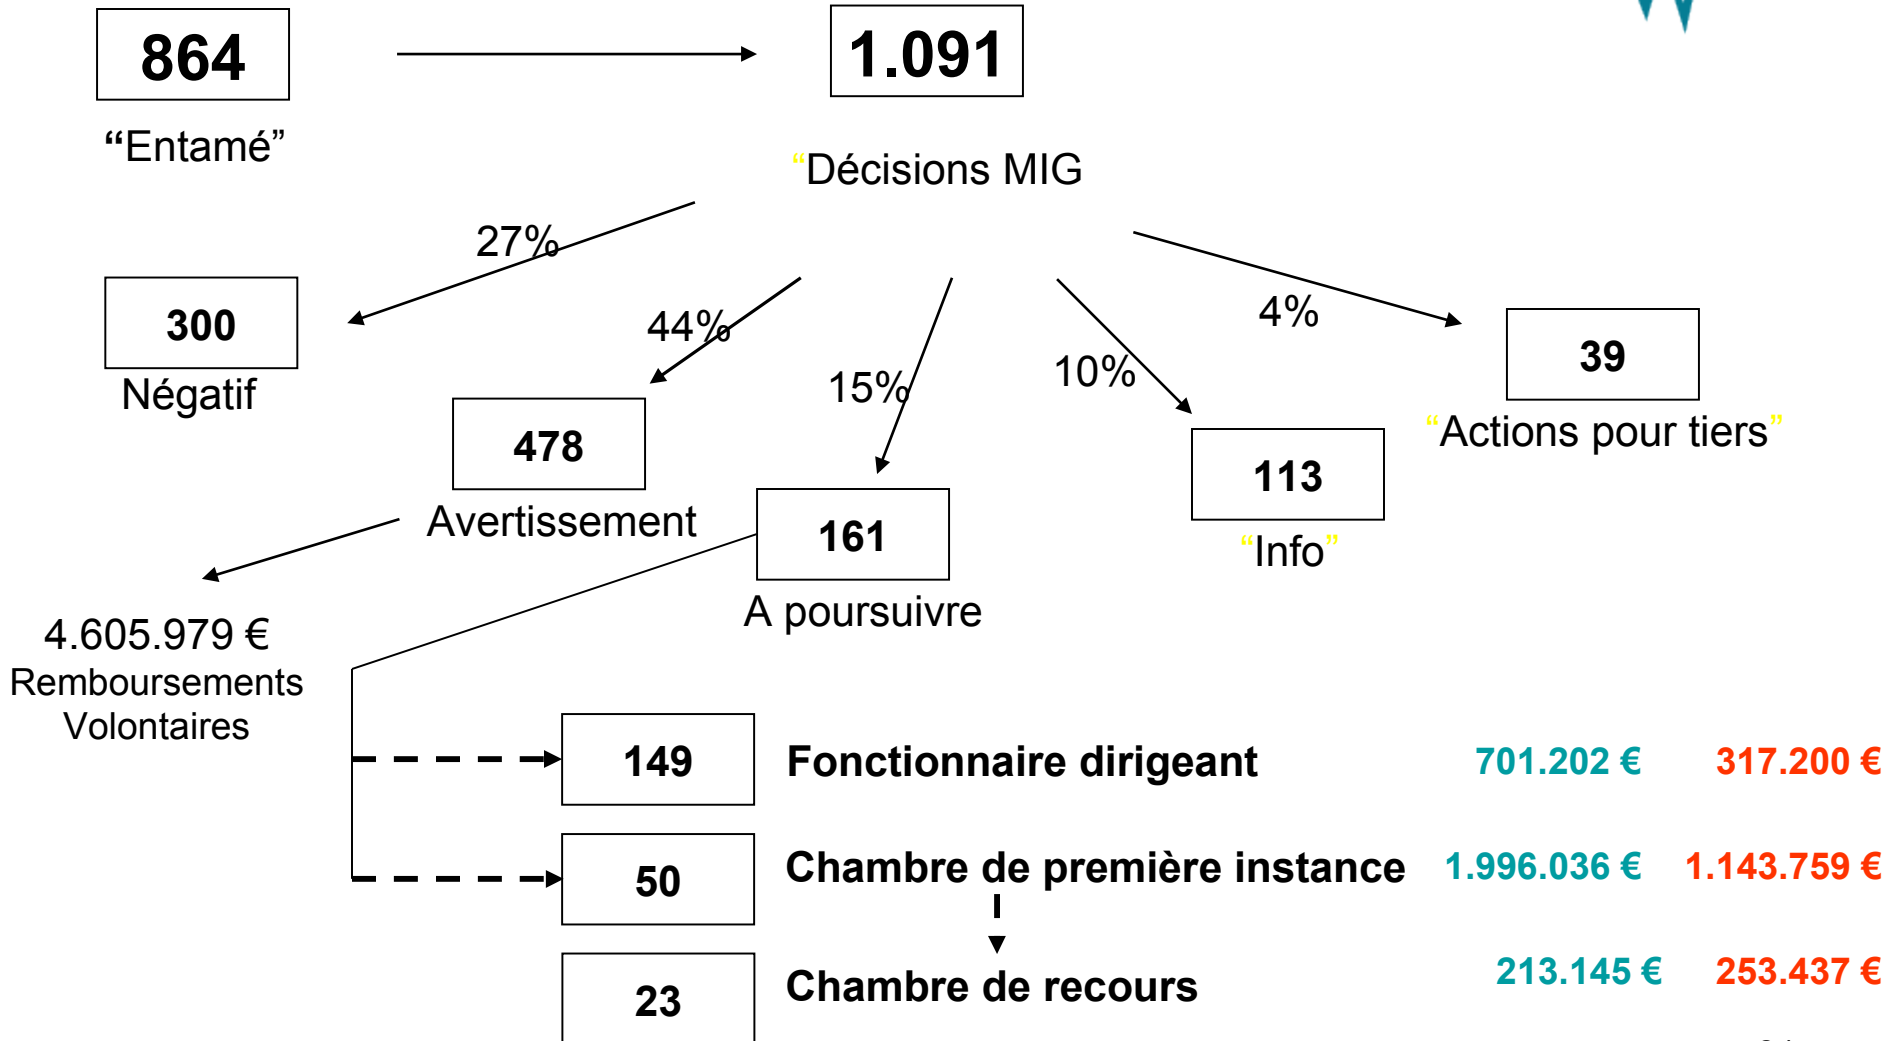 864
1.091
“Entamé”
“Décisions MIG
27%
44%
15%
10%
4%
300
Négatif
478
Avertissement
161
A poursuivre
113
“Info”
39
“Actions pour tiers”
4.605.979 €
Remboursements
Volontaires
149 Fonctionnaire dirigeant 701.202 € 317.200 €
50 Chambre de première instance 1.996.036 € 1.143.759 €
23 Chambre de recours 213.145 € 253.437 €